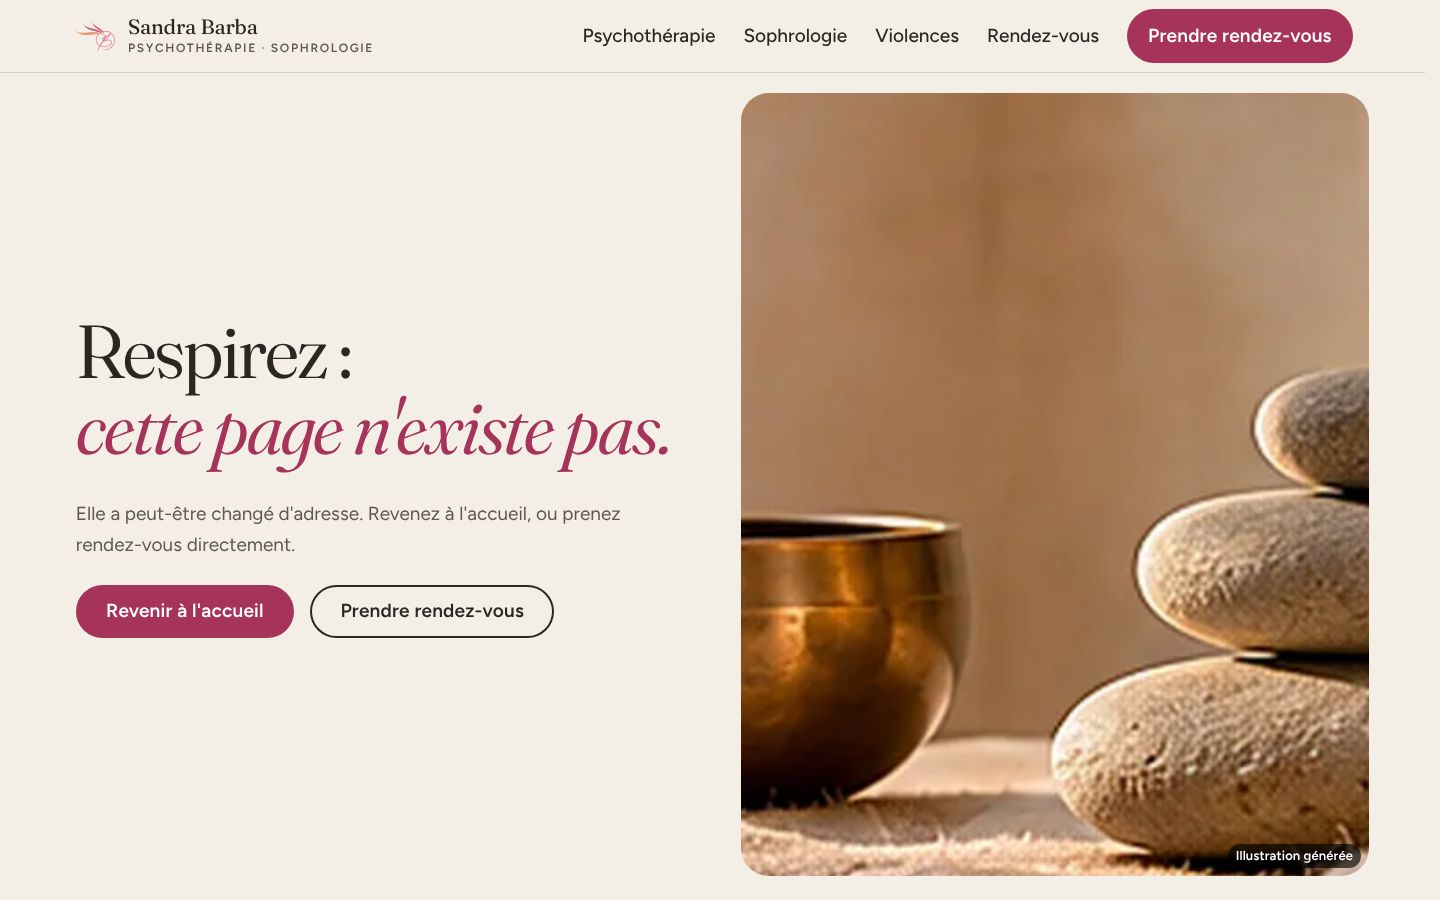 Sandra Barba
PSYCHOTHÉRAPIE · SOPHROLOGIE
Psychothérapie
Sophrologie
Violences
Rendez-vous
Prendre rendez-vous
Respirez :
cette page n'existe pas.
Elle a peut-être changé d'adresse. Revenez à l'accueil, ou prenez
rendez-vous directement.
Revenir à l'accueil
Prendre rendez-vous
Illustration générée